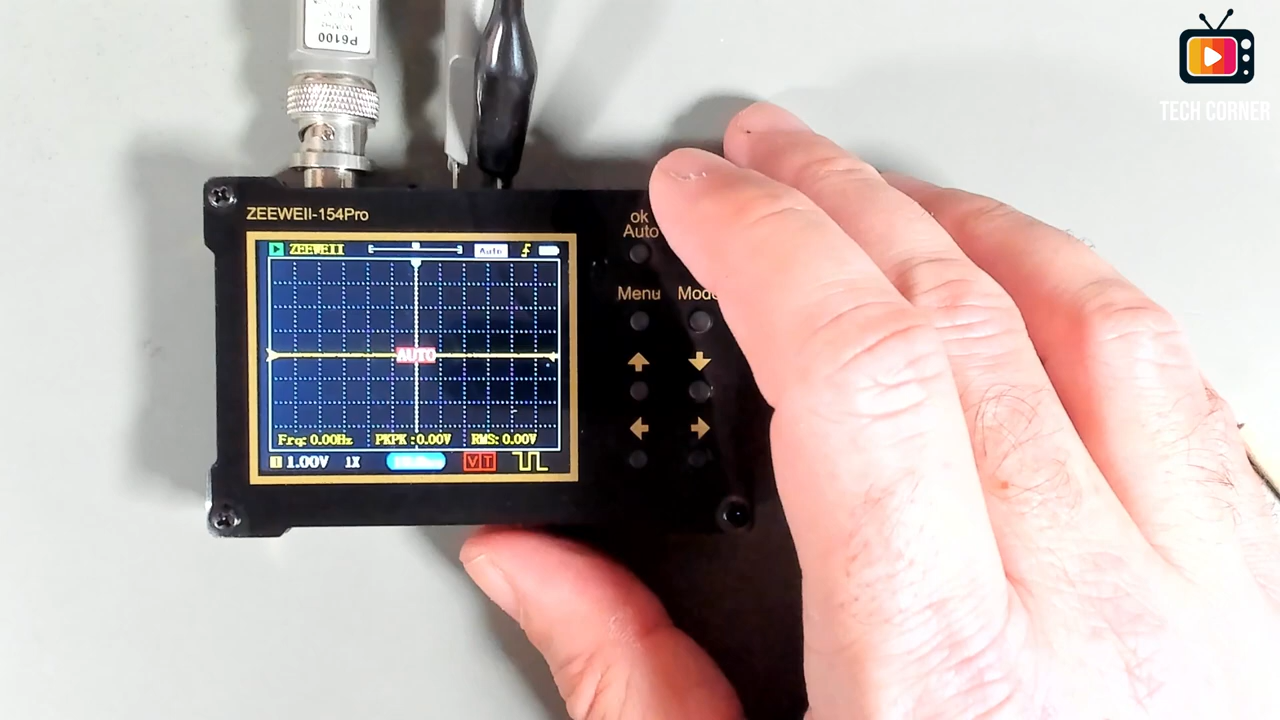 P6100
TECH CORNER
ZEEWEII-154Pro
ok
Auto
ZEEWEII
Auto
Menu
Mode
AUTO
Frq: 0.00Hz PKPK: 0.00V RMS: 0.00V
1 1.00V 1X VT